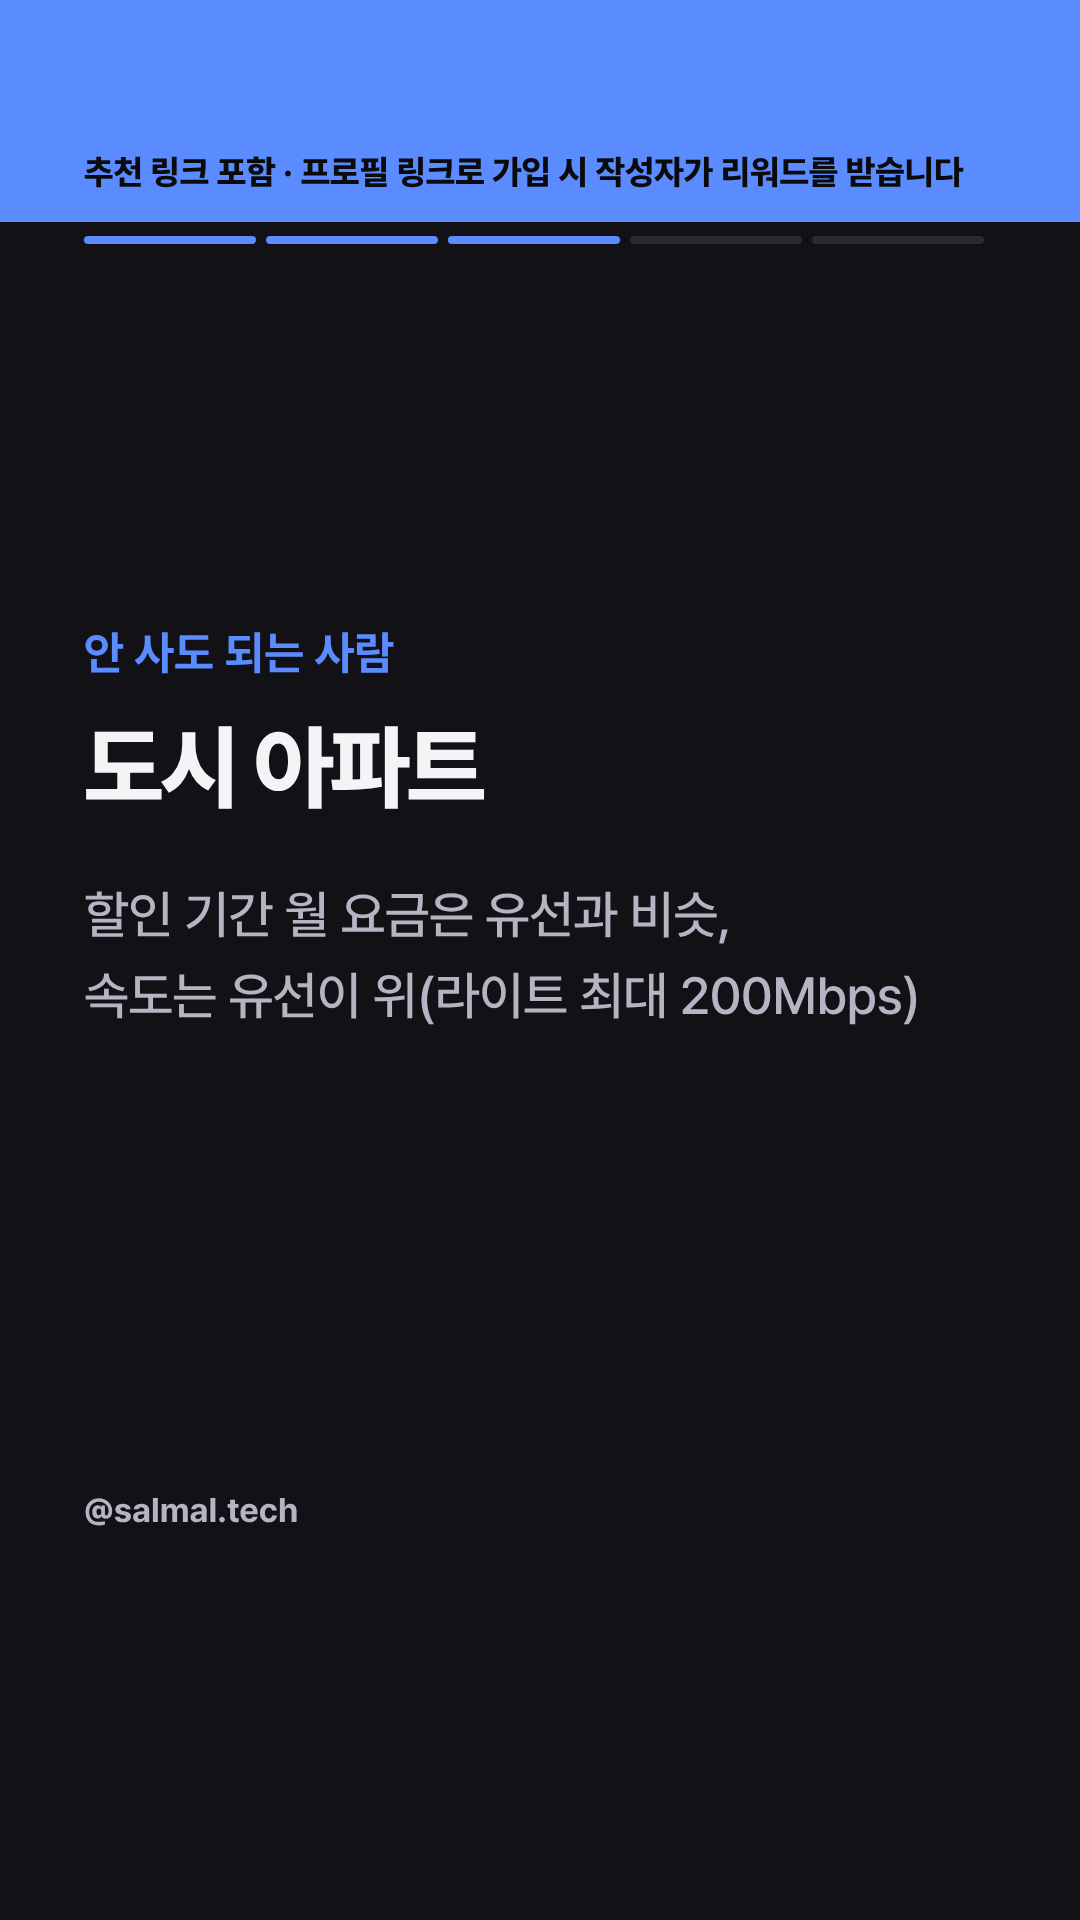 추천 링크 포함 · 프로필 링크로 가입 시 작성자가 리워드를 받습니다
안 사도 되는 사람
도시 아파트
할인 기간 월 요금은 유선과 비슷,
속도는 유선이 위(라이트 최대 200Mbps)
@salmal.tech